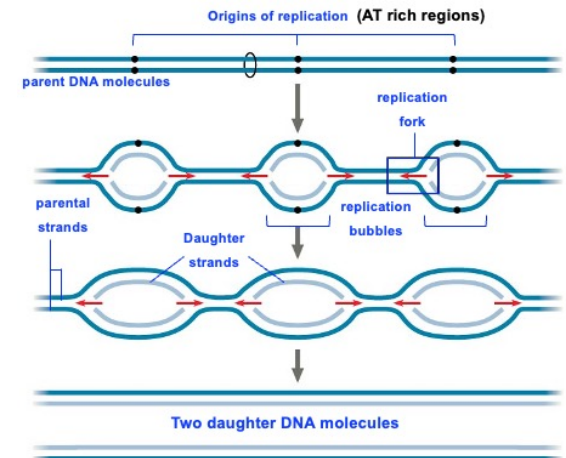 Origins of replication (AT rich regions)
parent DNA molecules
replication
fork
parental
strands
replication
bubbles
Daughter
strands
Two daughter DNA molecules